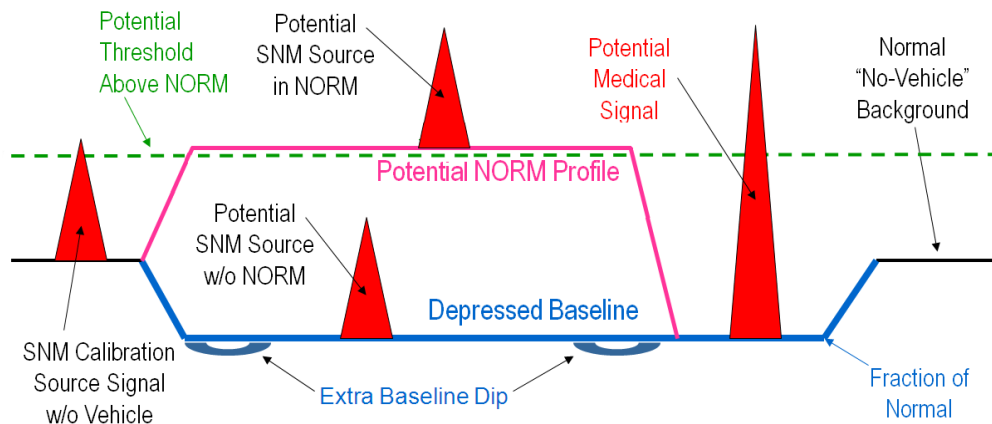 Potential
Threshold
Above NORM
Potential
SNM Source
in NORM
Potential
Medical
Signal
Normal
“No-Vehicle”
Background
Potential NORM Profile
Potential
SNM Source
w/o NORM
Depressed Baseline
SNM Calibration
Source Signal
w/o Vehicle
Extra Baseline Dip
Fraction of
Normal